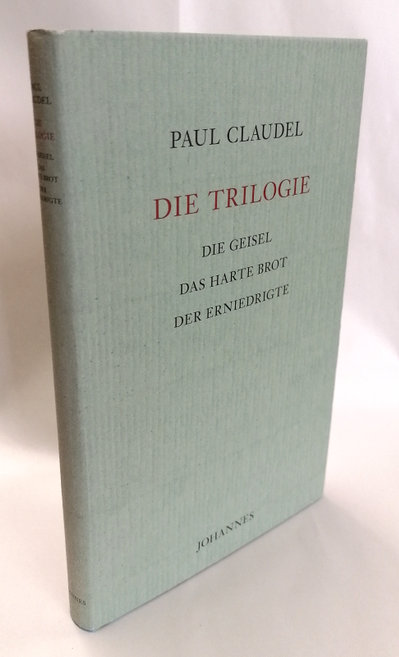 PAUL CLAUDEL
DIE TRILOGIE
DIE GEISEL
DAS HARTE BROT
DER ERNIEDRIGTE
JOHANNES